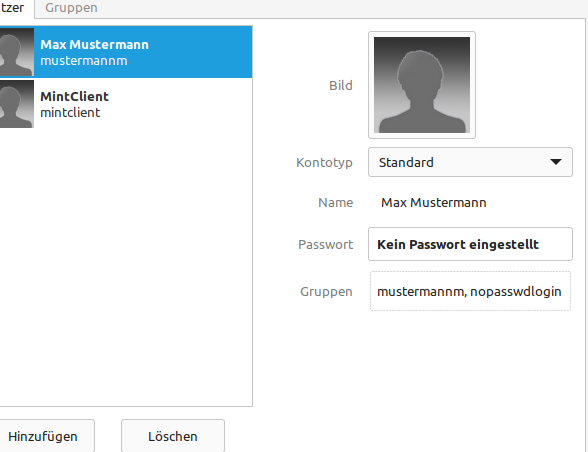 tzer Gruppen
Max Mustermann
mustermannm
MintClient
mintclient
Bild
Kontotyp Standard
Name Max Mustermann
Passwort Kein Passwort eingestellt
Gruppen mustermannm, nopasswdlogin
Hinzufügen Löschen